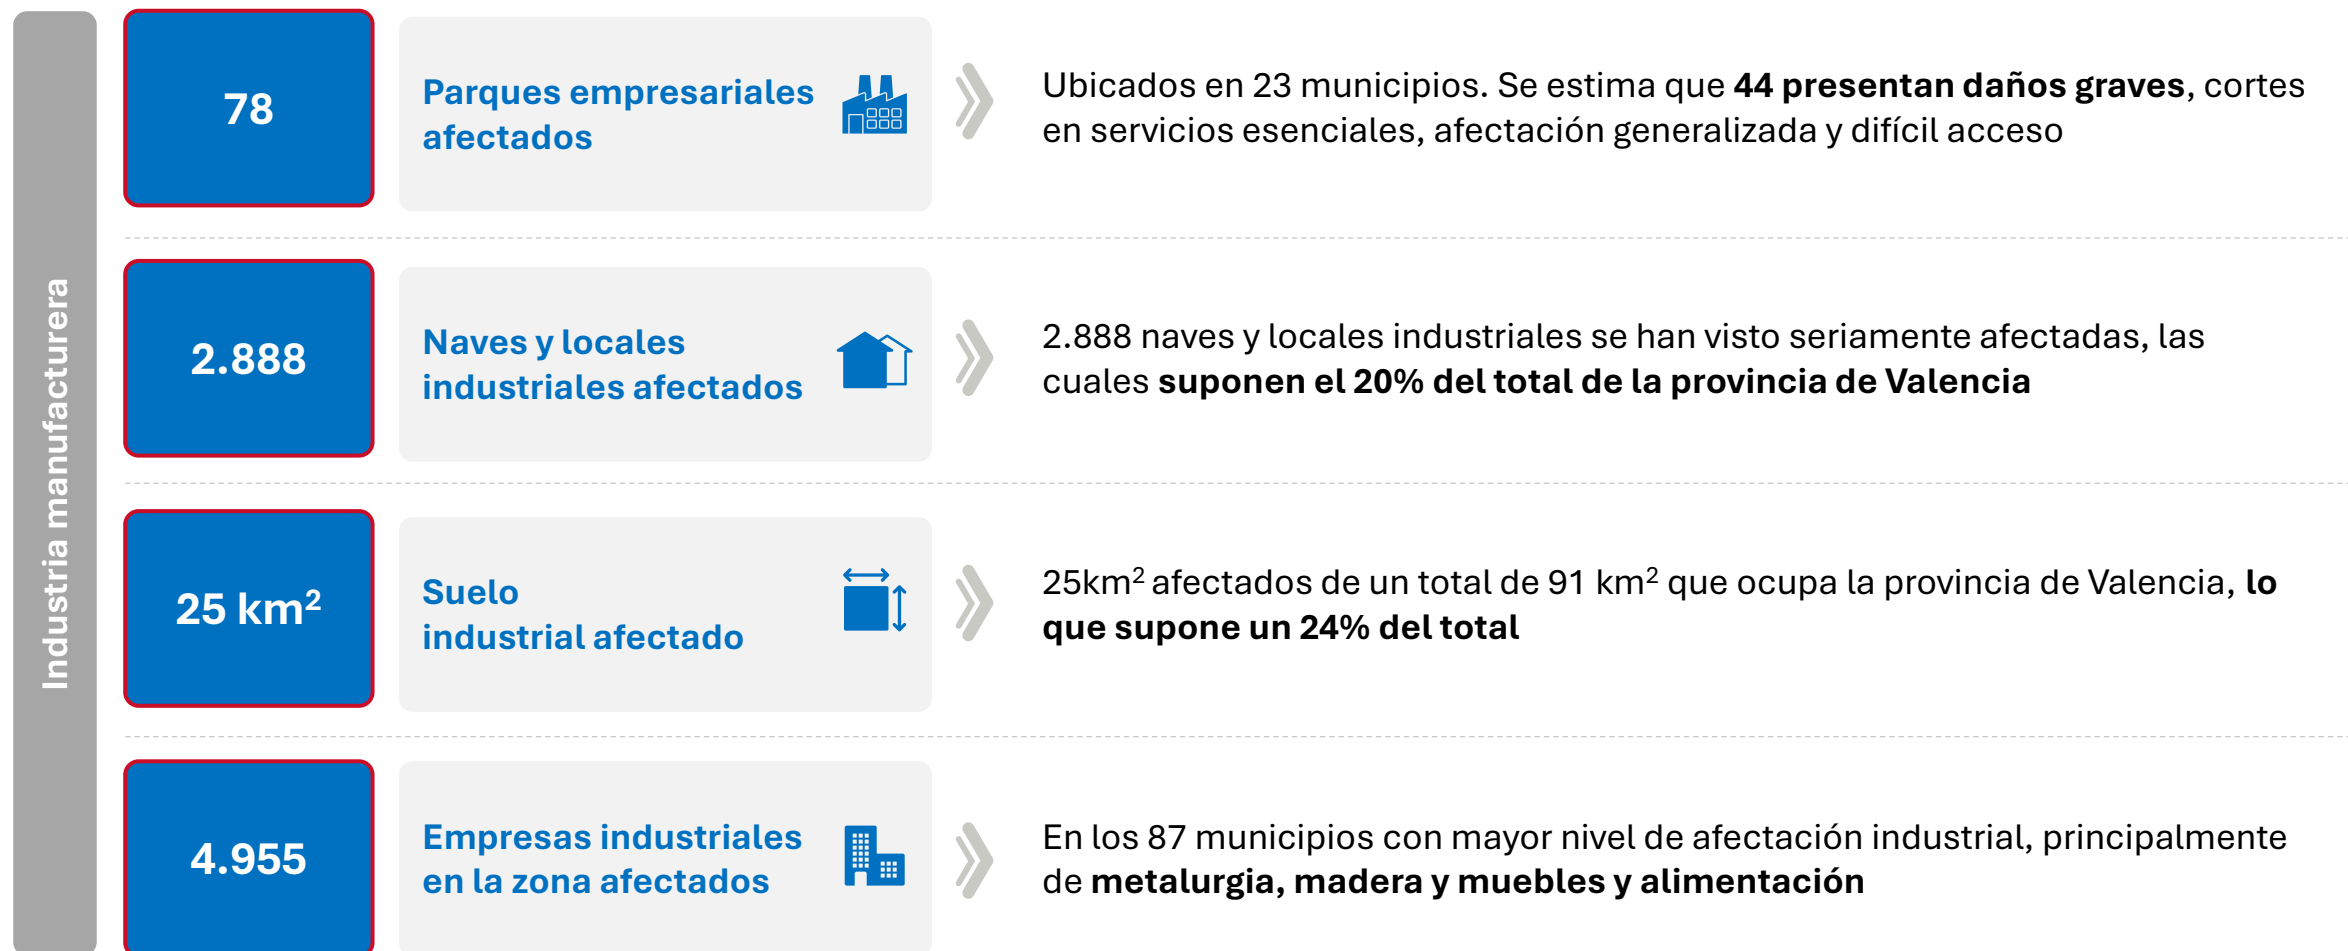 Industria manufacturera
78
Parques empresariales
afectados
Ubicados en 23 municipios. Se estima que 44 presentan daños graves, cortes
en servicios esenciales, afectación generalizada y difícil acceso
2.888
Naves y locales
industriales afectados
2.888 naves y locales industriales se han visto seriamente afectadas, las
cuales suponen el 20% del total de la provincia de Valencia
25 km²
Suelo
industrial afectado
25km² afectados de un total de 91 km² que ocupa la provincia de Valencia, lo
que supone un 24% del total
4.955
Empresas industriales
en la zona afectados
En los 87 municipios con mayor nivel de afectación industrial, principalmente
de metalurgia, madera y muebles y alimentación